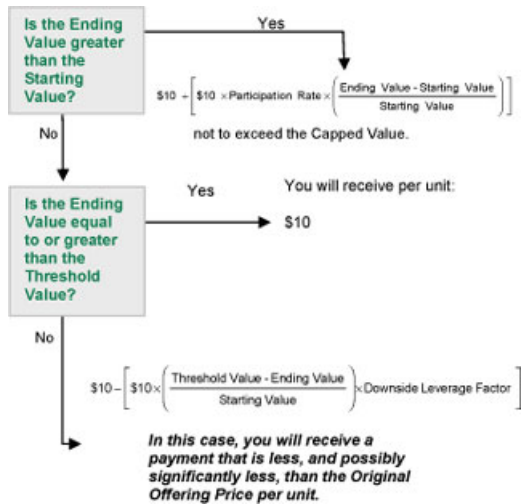 Is the Ending
Value greater
than the
Starting
Value?
Yes
$10 + [$10 × Participation Rate × (Ending Value - Starting Value / Starting Value)]
not to exceed the Capped Value.
No
Is the Ending
Value equal
to or greater
than the
Threshold
Value?
Yes
You will receive per unit:
$10
No
$10 − [$10 × (Threshold Value - Ending Value / Starting Value) × Downside Leverage Factor]
In this case, you will receive a
payment that is less, and possibly
significantly less, than the Original
Offering Price per unit.